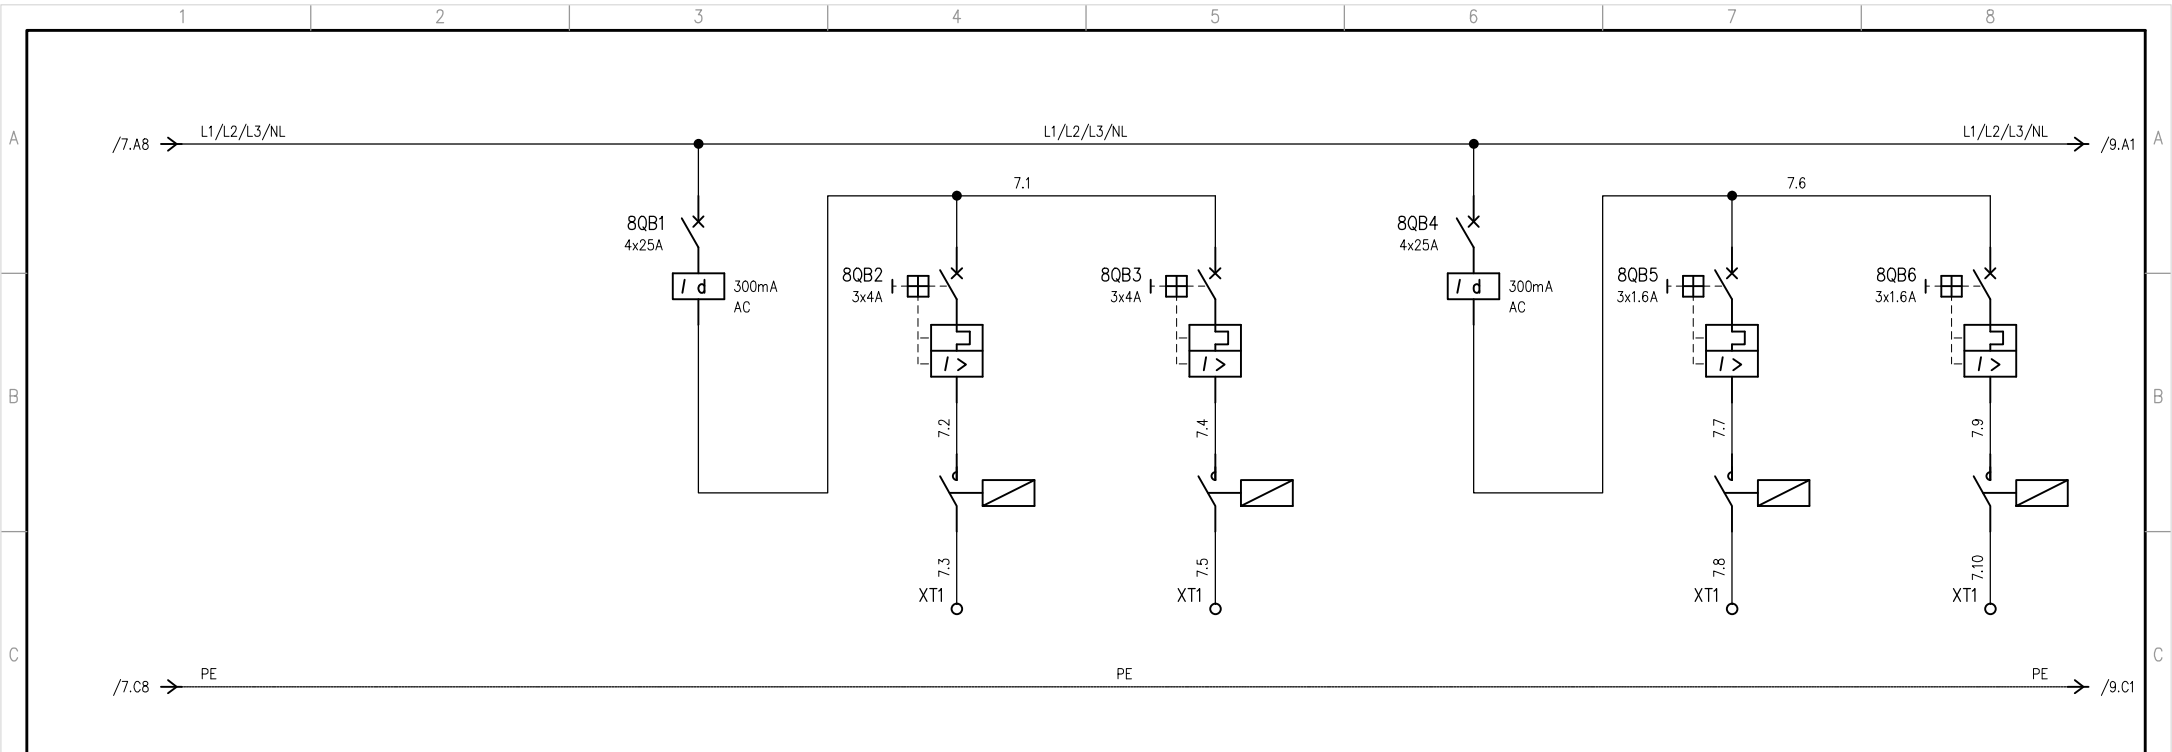 1 2 3 4 5 6 7 8
A A
L1/L2/L3/NL L1/L2/L3/NL L1/L2/L3/NL
/7.A8 /9.A1
7.1 7.6
8QB1 8QB4
4x25A 4x25A
8QB2 8QB3 8QB5 8QB6
I d 300mA I d 300mA
3x4A 3x4A 3x1.6A 3x1.6A
AC AC
I > I > I > I >
B B
7.2 7.4 7.7 7.9
7.3 7.5 7.8 7.10
XT1 XT1 XT1 XT1
C C
PE PE PE
/7.C8 /9.C1